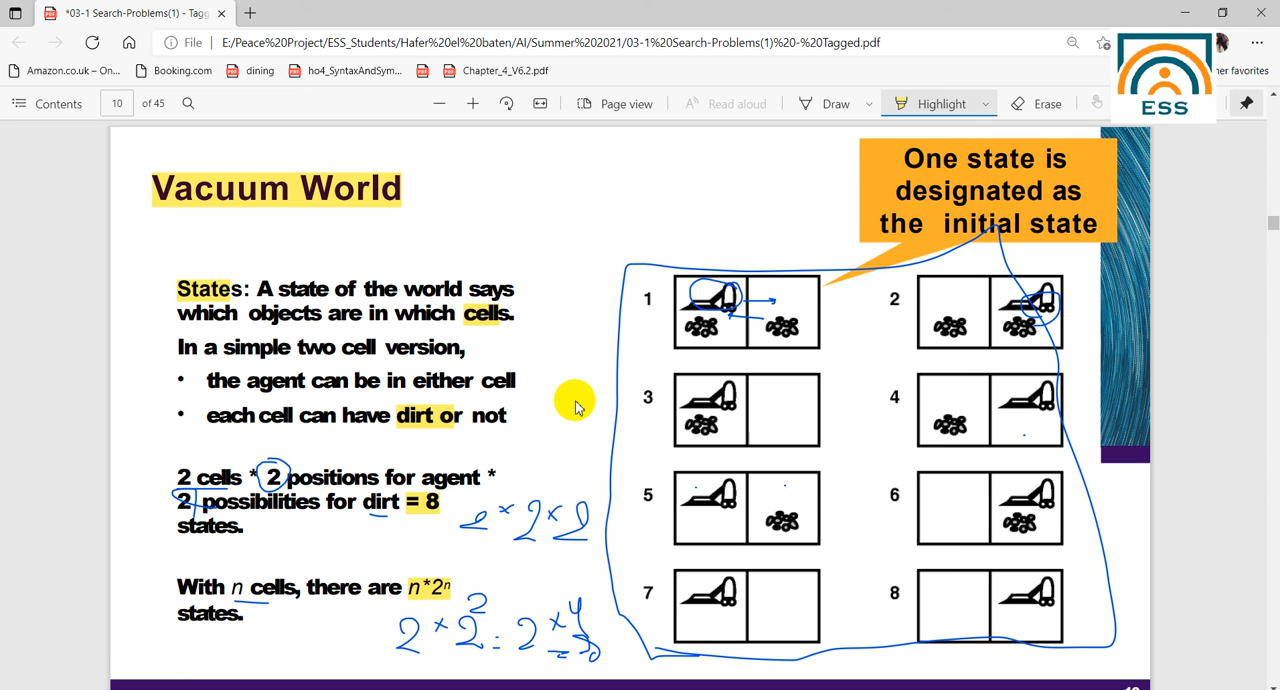 *03-1 Search-Problems(1) - Tagg
File
E:/Peace%20Project/ESS_Students/Hafer%20el%20baten/AI/Summer%202021/03-1%20Search-Problems(1)%20-%20Tagged.pdf
Amazon.co.uk – On...
Booking.com
dining
ho4_SyntaxAndSym...
Chapter_4_V6.2.pdf
her favorites
ESS
Contents
10
of 45
Page view
Read aloud
Draw
Highlight
Erase
Vacuum World
One state is
designated as
the initial state
States: A state of the world says
which objects are in which cells.
In a simple two cell version,
• the agent can be in either cell
• each cell can have dirt or not
2 cells * 2 positions for agent *
2 possibilities for dirt = 8
states.
2 × 2 × 2
With n cells, there are n*2ⁿ
states.
2 × 2² = 2 × 4
= 8
1
2
3
4
5
6
7
8